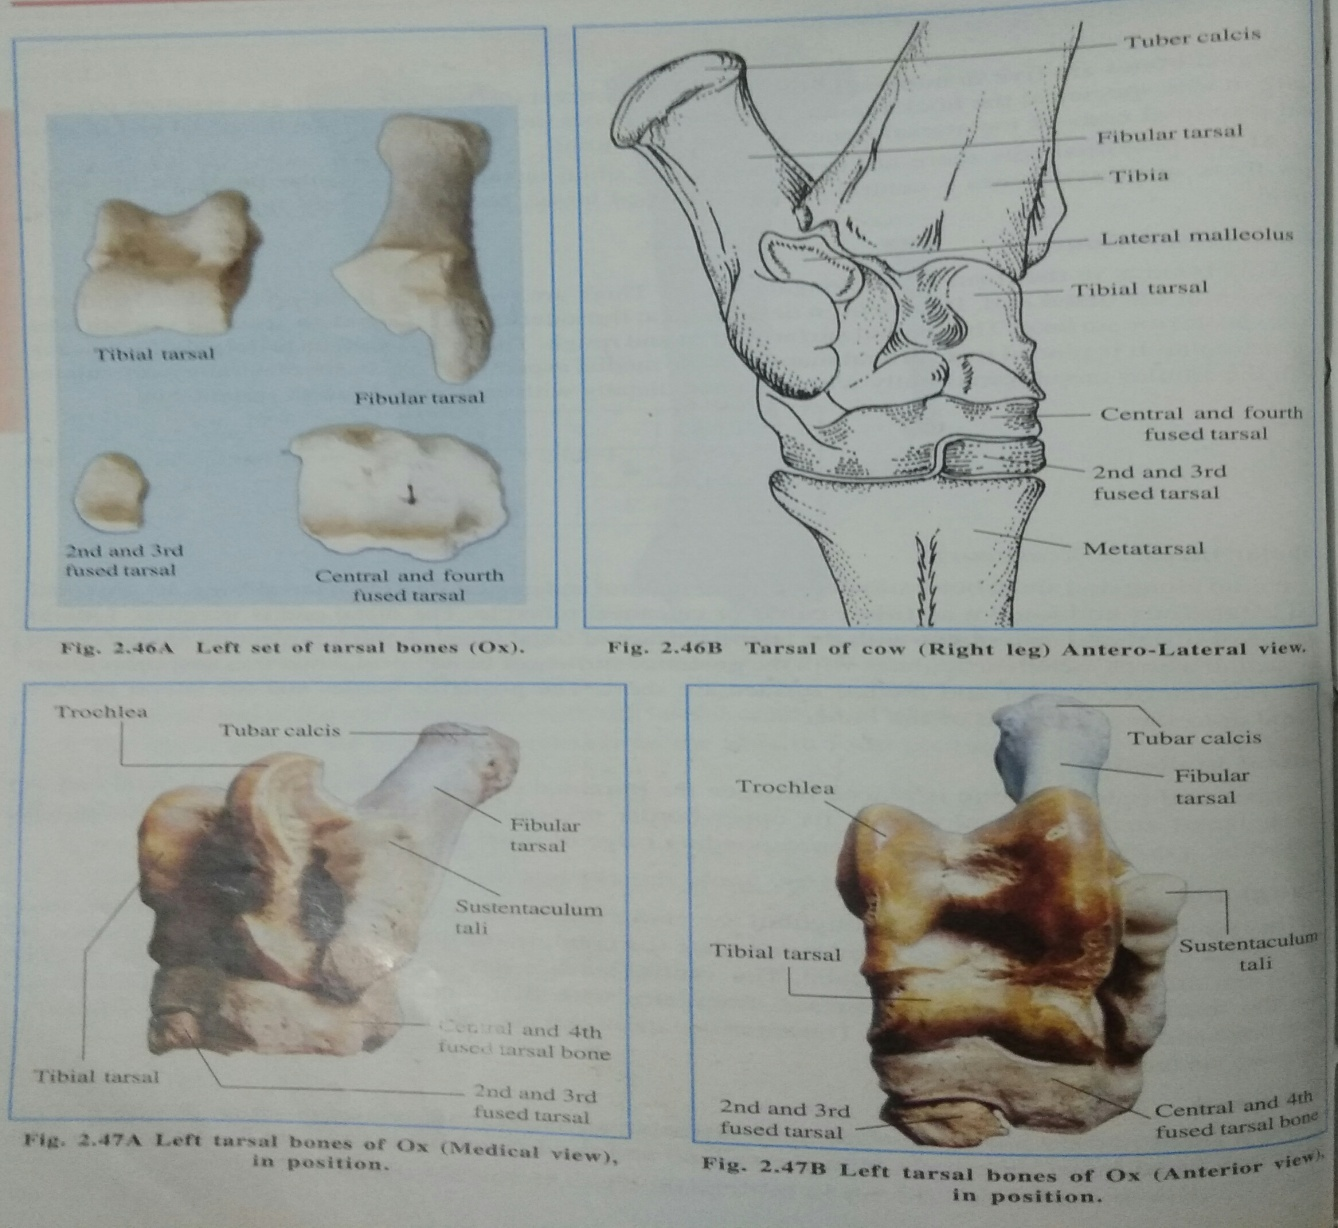 Tibial tarsal
Fibular tarsal
2nd and 3rd
fused tarsal
Central and fourth
fused tarsal
Fig. 2.46A Left set of tarsal bones (Ox).
Tuber calcis
Fibular tarsal
Tibia
Lateral malleolus
Tibial tarsal
Central and fourth
fused tarsal
2nd and 3rd
fused tarsal
Metatarsal
Fig. 2.46B Tarsal of cow (Right leg) Antero-Lateral view.
Trochlea
Tubar calcis
Fibular
tarsal
Sustentaculum
tali
Central and 4th
fused tarsal bone
Tibial tarsal
2nd and 3rd
fused tarsal
Fig. 2.47A Left tarsal bones of Ox (Medical view),
in position.
Tubar calcis
Fibular
tarsal
Trochlea
Sustentaculum
tali
Tibial tarsal
2nd and 3rd
fused tarsal
Central and 4th
fused tarsal bone
Fig. 2.47B Left tarsal bones of Ox (Anterior view),
in position.